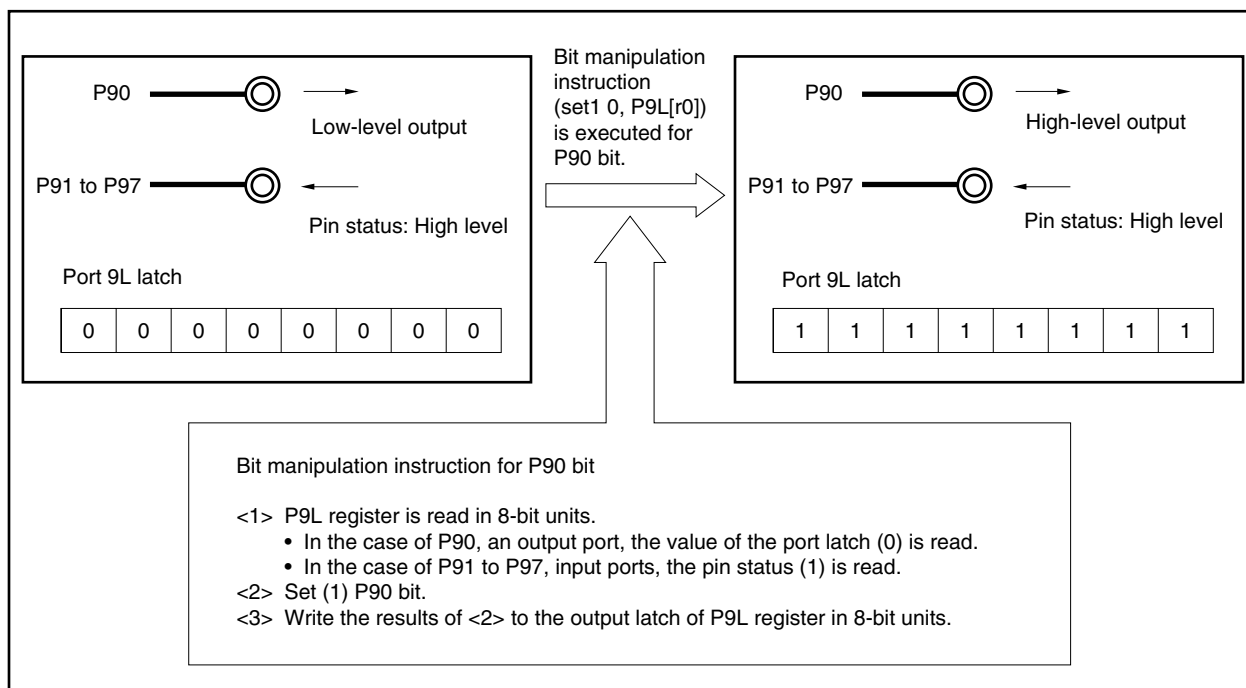 P90
Low-level output
P91 to P97
Pin status: High level
Port 9L latch
0 0 0 0 0 0 0 0
Bit manipulation
instruction
(set1 0, P9L[r0])
is executed for
P90 bit.
P90
High-level output
P91 to P97
Pin status: High level
Port 9L latch
1 1 1 1 1 1 1 1
Bit manipulation instruction for P90 bit
<1> P9L register is read in 8-bit units.
• In the case of P90, an output port, the value of the port latch (0) is read.
• In the case of P91 to P97, input ports, the pin status (1) is read.
<2> Set (1) P90 bit.
<3> Write the results of <2> to the output latch of P9L register in 8-bit units.